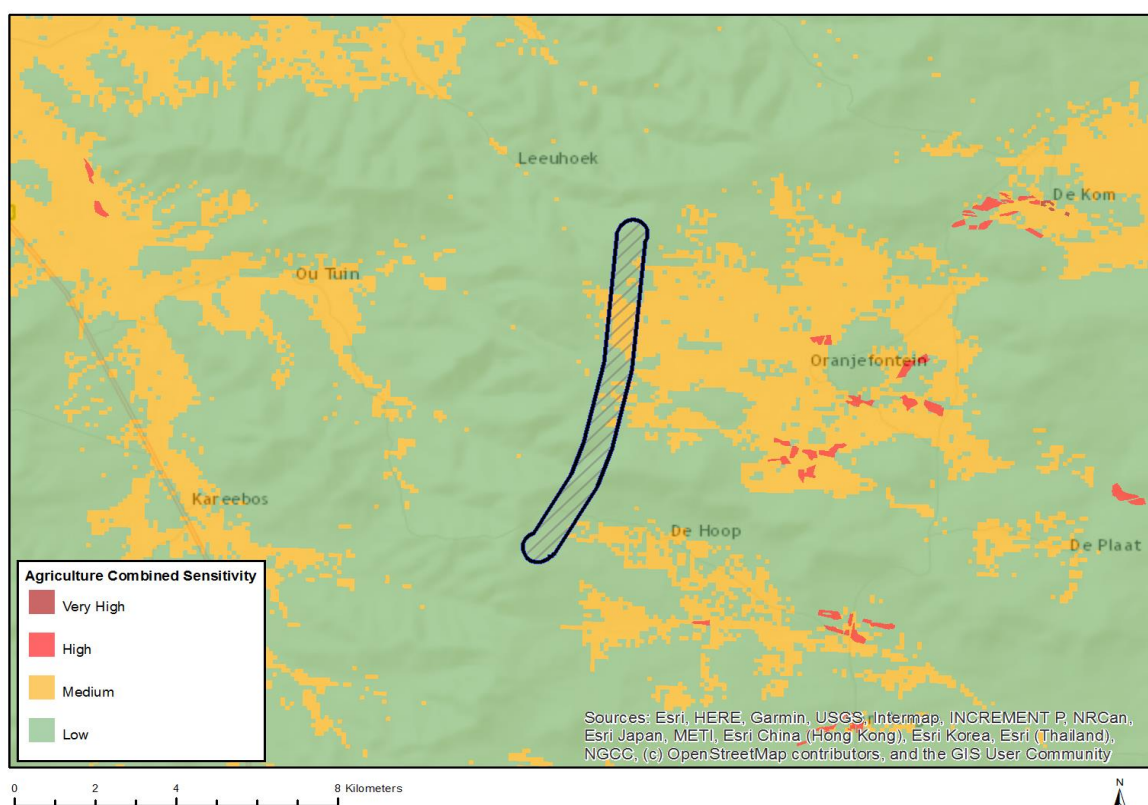 Leeuhoek
De Kom
Ou Tuin
Oranjefontein
Kareebos
De Hoop
De Plaat
Agriculture Combined Sensitivity
Very High
High
Medium
Low
Sources: Esri, HERE, Garmin, USGS, Intermap, INCREMENT P, NRCan,
Esri Japan, METI, Esri China (Hong Kong), Esri Korea, Esri (Thailand),
NGCC, (c) OpenStreetMap contributors, and the GIS User Community
0 2 4 8 Kilometers
N